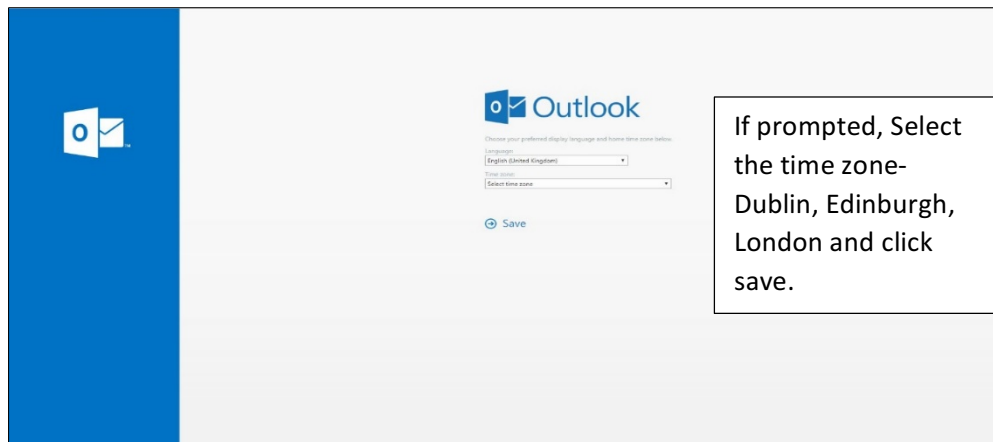 O
Outlook
Choose your preferred display language and home time zone below.
Language:
English (United Kingdom)
Time zone:
Select time zone
Save
If prompted, Select
the time zone-
Dublin, Edinburgh,
London and click
save.